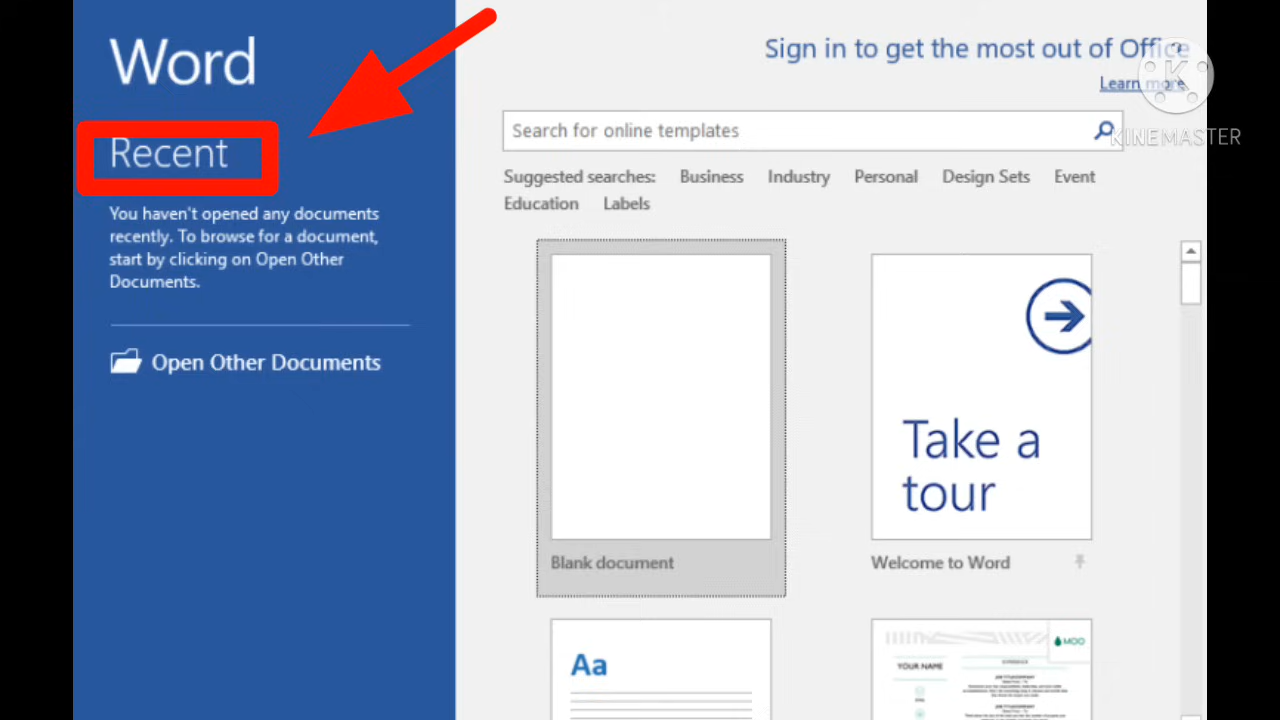 Word
Recent
You haven't opened any documents
recently. To browse for a document,
start by clicking on Open Other
Documents.
Open Other Documents
Sign in to get the most out of Office
Learn more
K
KINEMASTER
Search for online templates
Suggested searches: Business Industry Personal Design Sets Event
Education Labels
Blank document
Take a
tour
Welcome to Word
Aa
MOO
YOUR NAME
EXPERIENCE